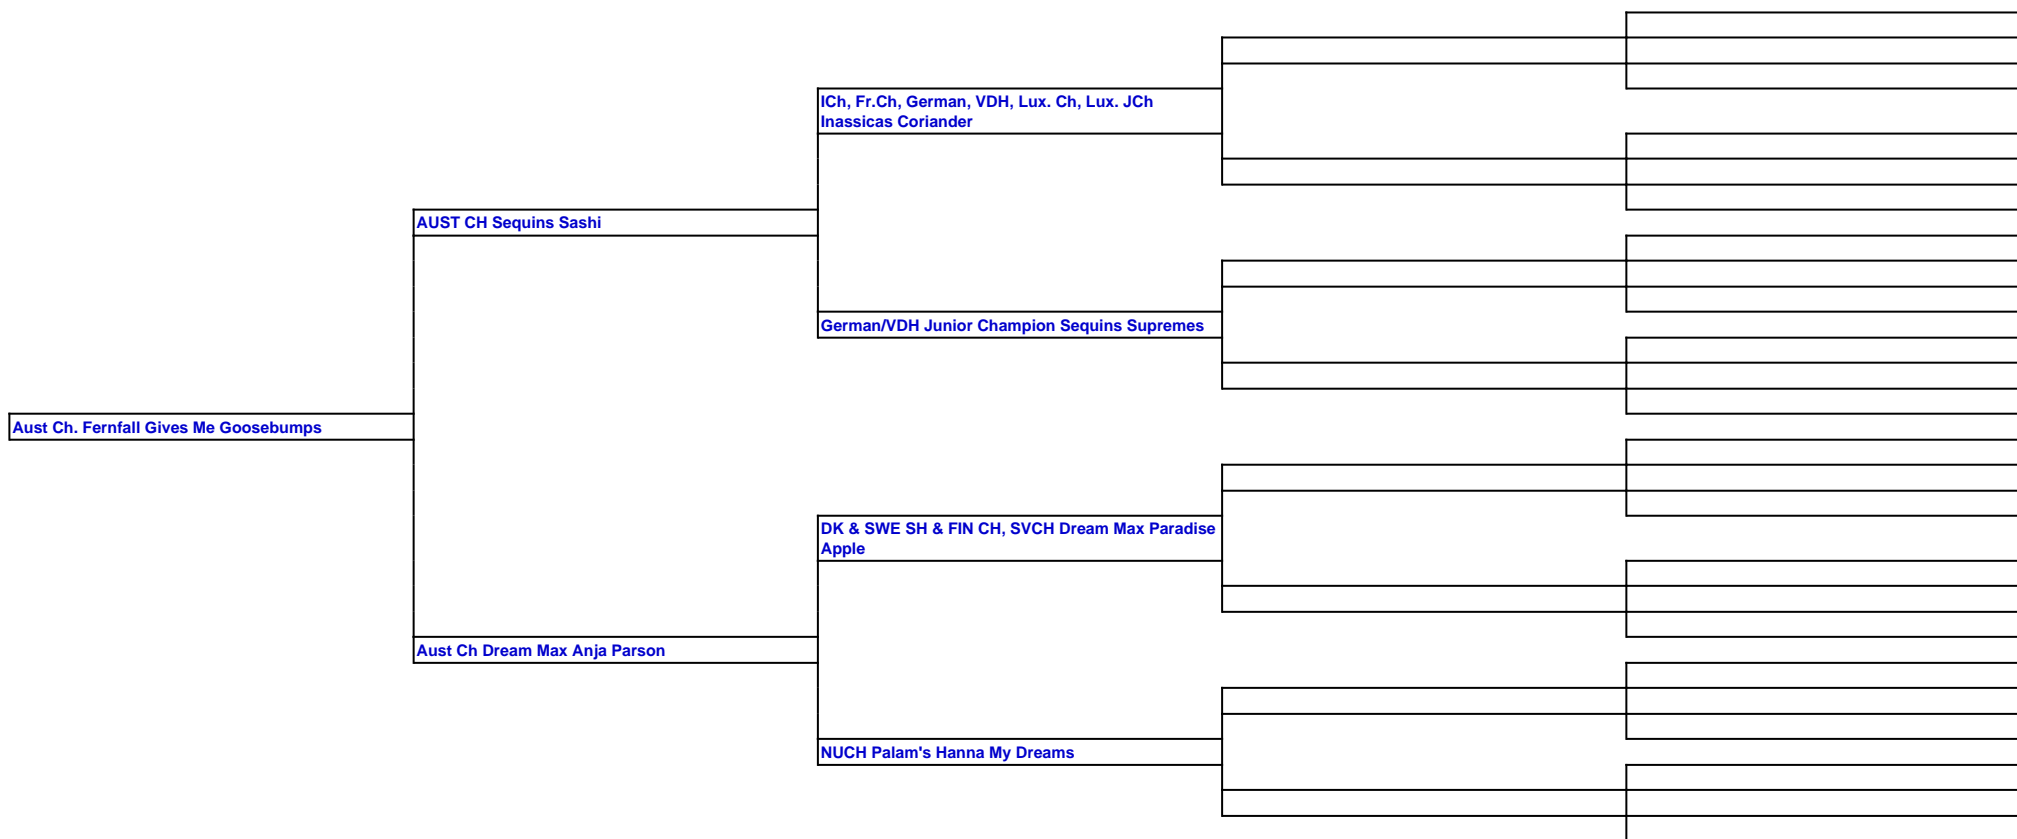 ICh, Fr.Ch, German, VDH, Lux. Ch, Lux. JCh
Inassicas Coriander
AUST CH Sequins Sashi
German/VDH Junior Champion Sequins Supremes
Aust Ch. Fernfall Gives Me Goosebumps
DK & SWE SH & FIN CH, SVCH Dream Max Paradise
Apple
Aust Ch Dream Max Anja Parson
NUCH Palam's Hanna My Dreams